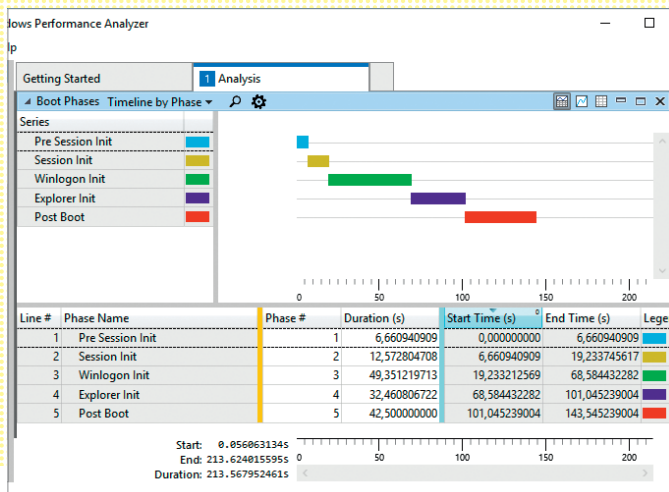 dows Performance Analyzer
lp
Getting Started
1 Analysis
Boot Phases Timeline by Phase
Series
Pre Session Init
Session Init
Winlogon Init
Explorer Init
Post Boot
0 50 100 150 200
Line # Phase Name Phase # Duration (s) Start Time (s) End Time (s) Lege
1 Pre Session Init 1 6,660940909 0,000000000 6,660940909
2 Session Init 2 12,572804708 6,660940909 19,233745617
3 Winlogon Init 3 49,351219713 19,233212569 68,584432282
4 Explorer Init 4 32,460806722 68,584432282 101,045239004
5 Post Boot 5 42,500000000 101,045239004 143,545239004
Start: 0.056063134s
End: 213.624015595s 0 50 100 150 200
Duration: 213.567952461s